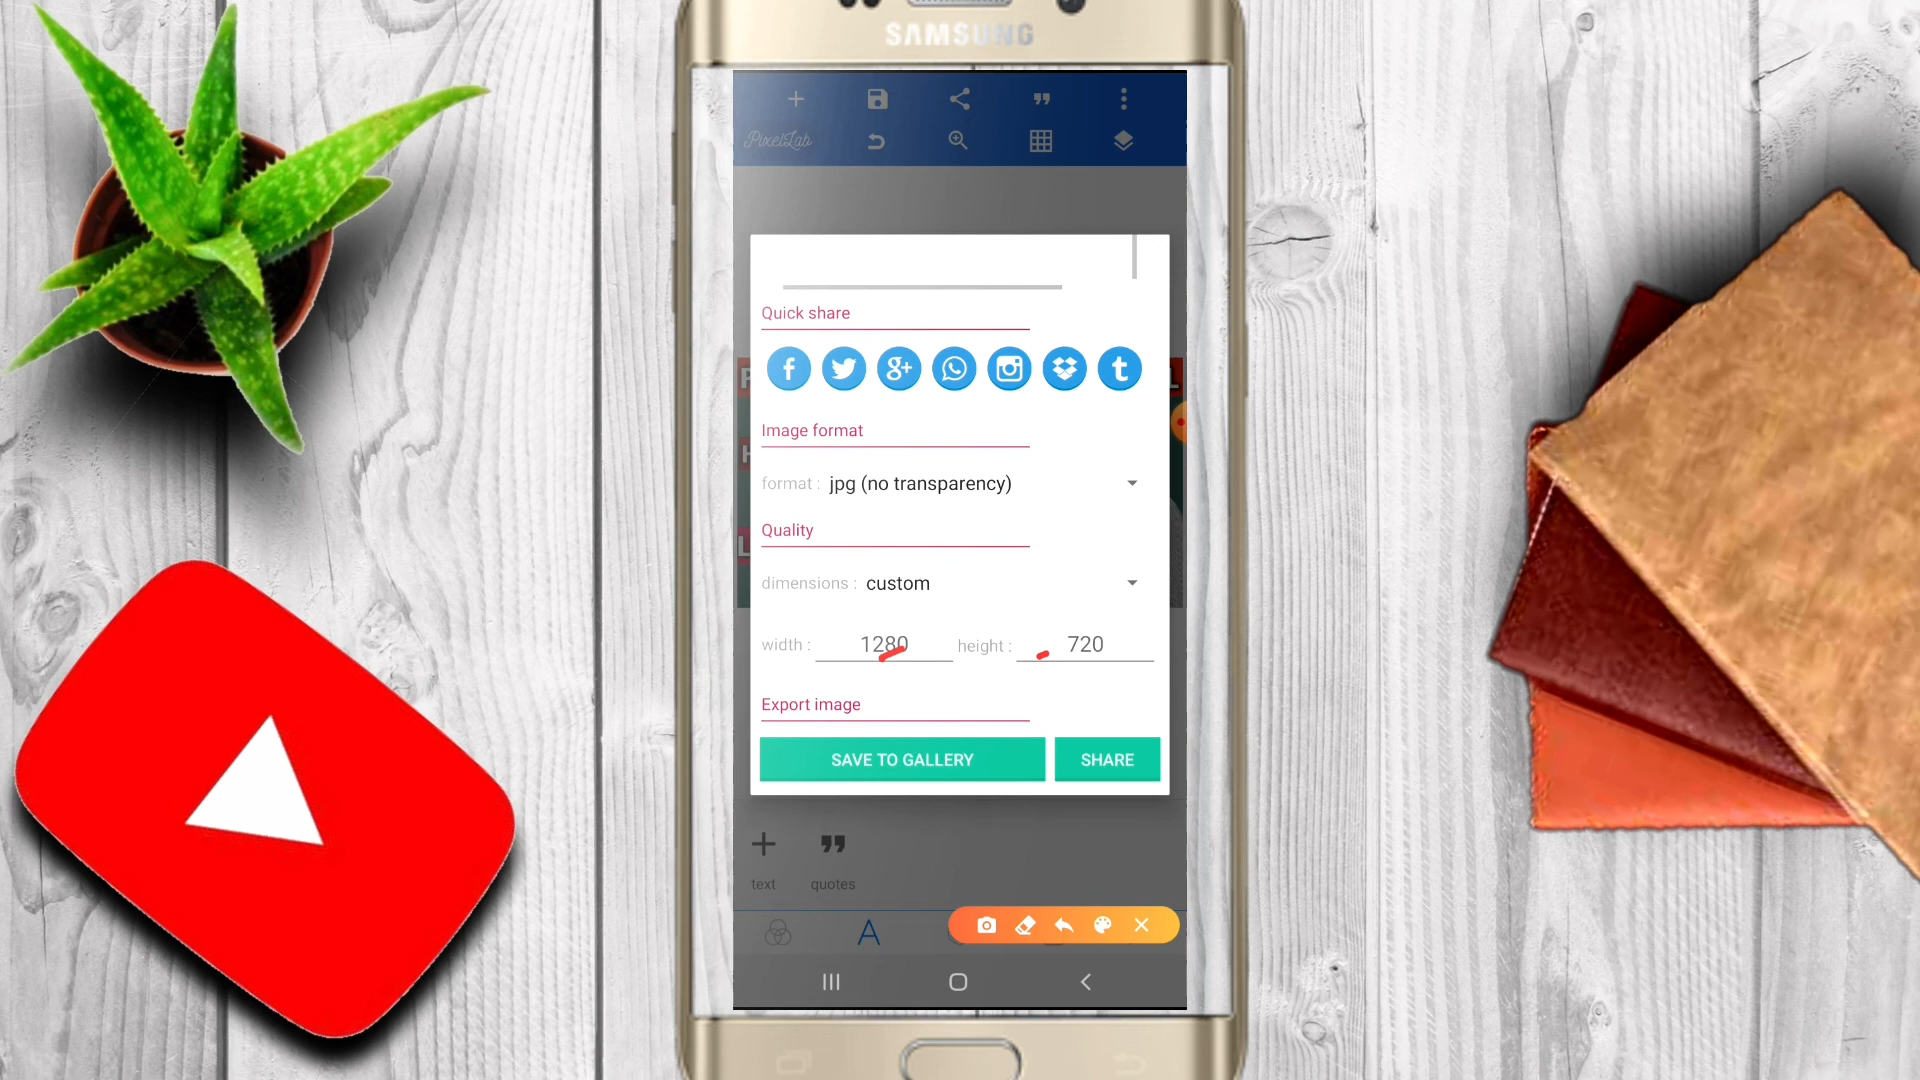 SAMSUNG
PixelLab
Quick share
Image format
format : jpg (no transparency)
Quality
dimensions : custom
width : 1280 height : 720
Export image
SAVE TO GALLERY SHARE
text quotes